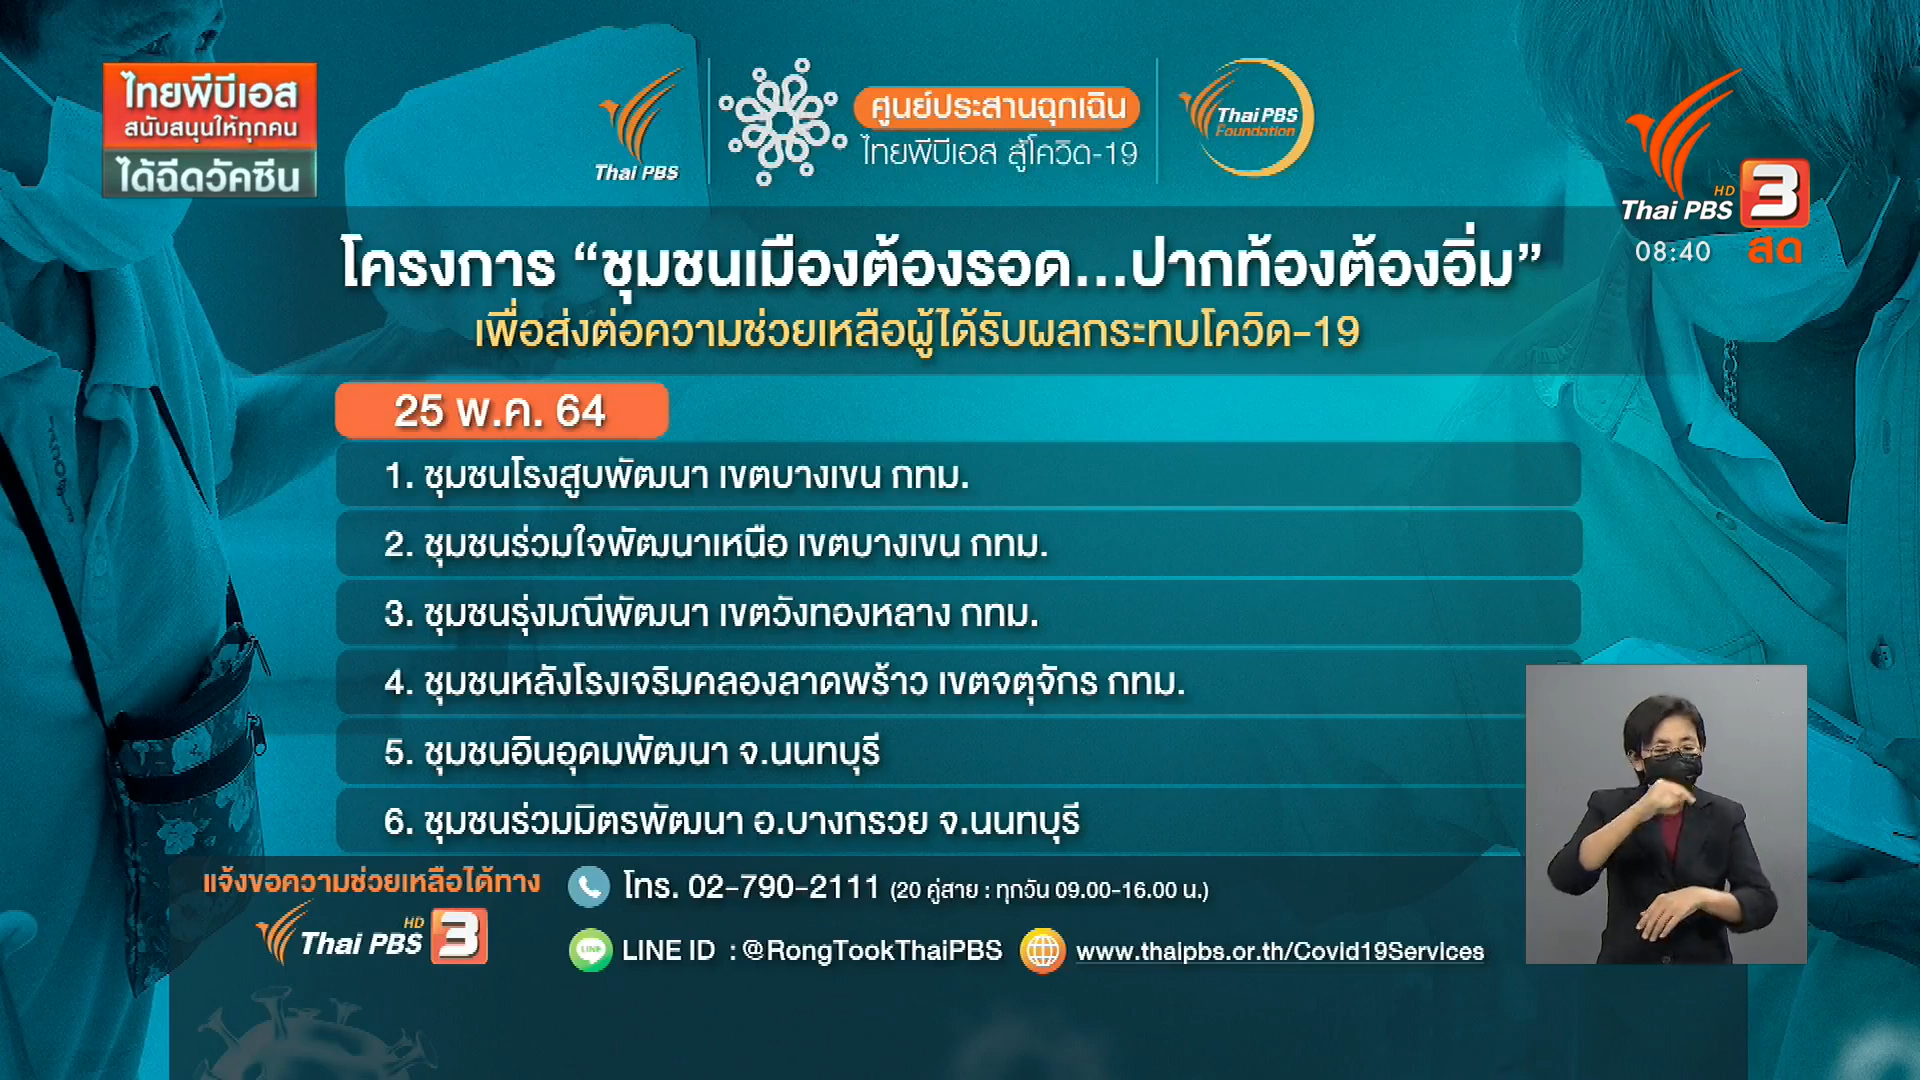 ไทยพีบีเอส
สนับสนุนให้ทุกคน
ได้ฉีดวัคซีน
Thai PBS
ศูนย์ประสานฉุกเฉิน
ไทยพีบีเอส สู้โควิด-19
Thai PBS
Foundation
HD
Thai PBS 3
08:40 สด
โครงการ “ชุมชนเมืองต้องรอด...ปากท้องต้องอิ่ม”
เพื่อส่งต่อความช่วยเหลือผู้ได้รับผลกระทบโควิด-19
25 พ.ค. 64
1. ชุมชนโรงสูบพัฒนา เขตบางเขน กทม.
2. ชุมชนร่วมใจพัฒนาเหนือ เขตบางเขน กทม.
3. ชุมชนรุ่งมณีพัฒนา เขตวังทองหลาง กทม.
4. ชุมชนหลังโรงเจริมคลองลาดพร้าว เขตจตุจักร กทม.
5. ชุมชนอินอุดมพัฒนา จ.นนทบุรี
6. ชุมชนร่วมมิตรพัฒนา อ.บางกรวย จ.นนทบุรี
แจ้งขอความช่วยเหลือได้ทาง
HD
Thai PBS 3
โทร. 02-790-2111 (20 คู่สาย : ทุกวัน 09.00-16.00 น.)
LINE
LINE ID : @RongTookThaiPBS
www.thaipbs.or.th/Covid19Services